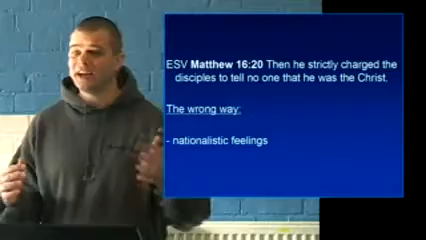 ESV Matthew 16:20 Then he strictly charged the
disciples to tell no one that he was the Christ.
The wrong way:
- nationalistic feelings